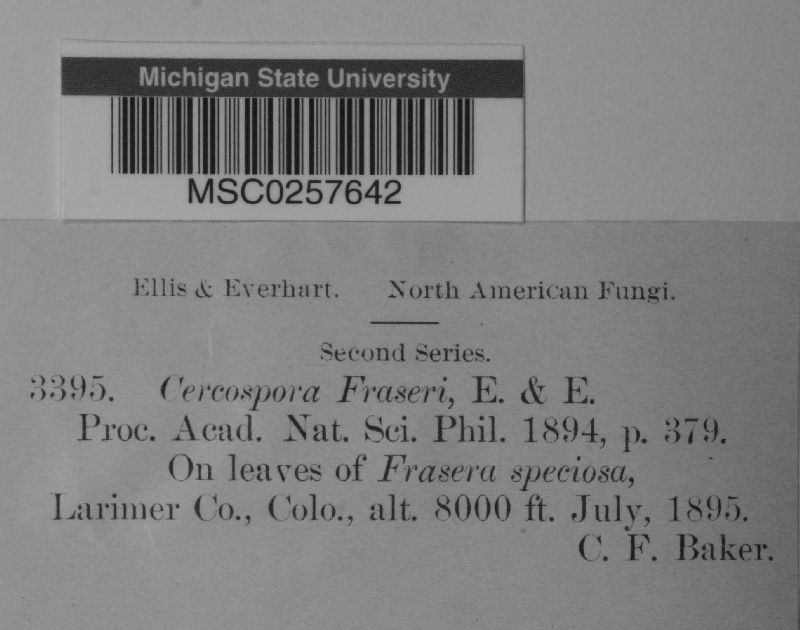 Michigan State University
MSC0257642
Ellis & Everhart. North American Fungi.
Second Series.
3395. Cercospora Fraseri, E. & E.
Proc. Acad. Nat. Sci. Phil. 1894, p. 379.
On leaves of Frasera speciosa,
Larimer Co., Colo., alt. 8000 ft. July, 1895.
C. F. Baker.